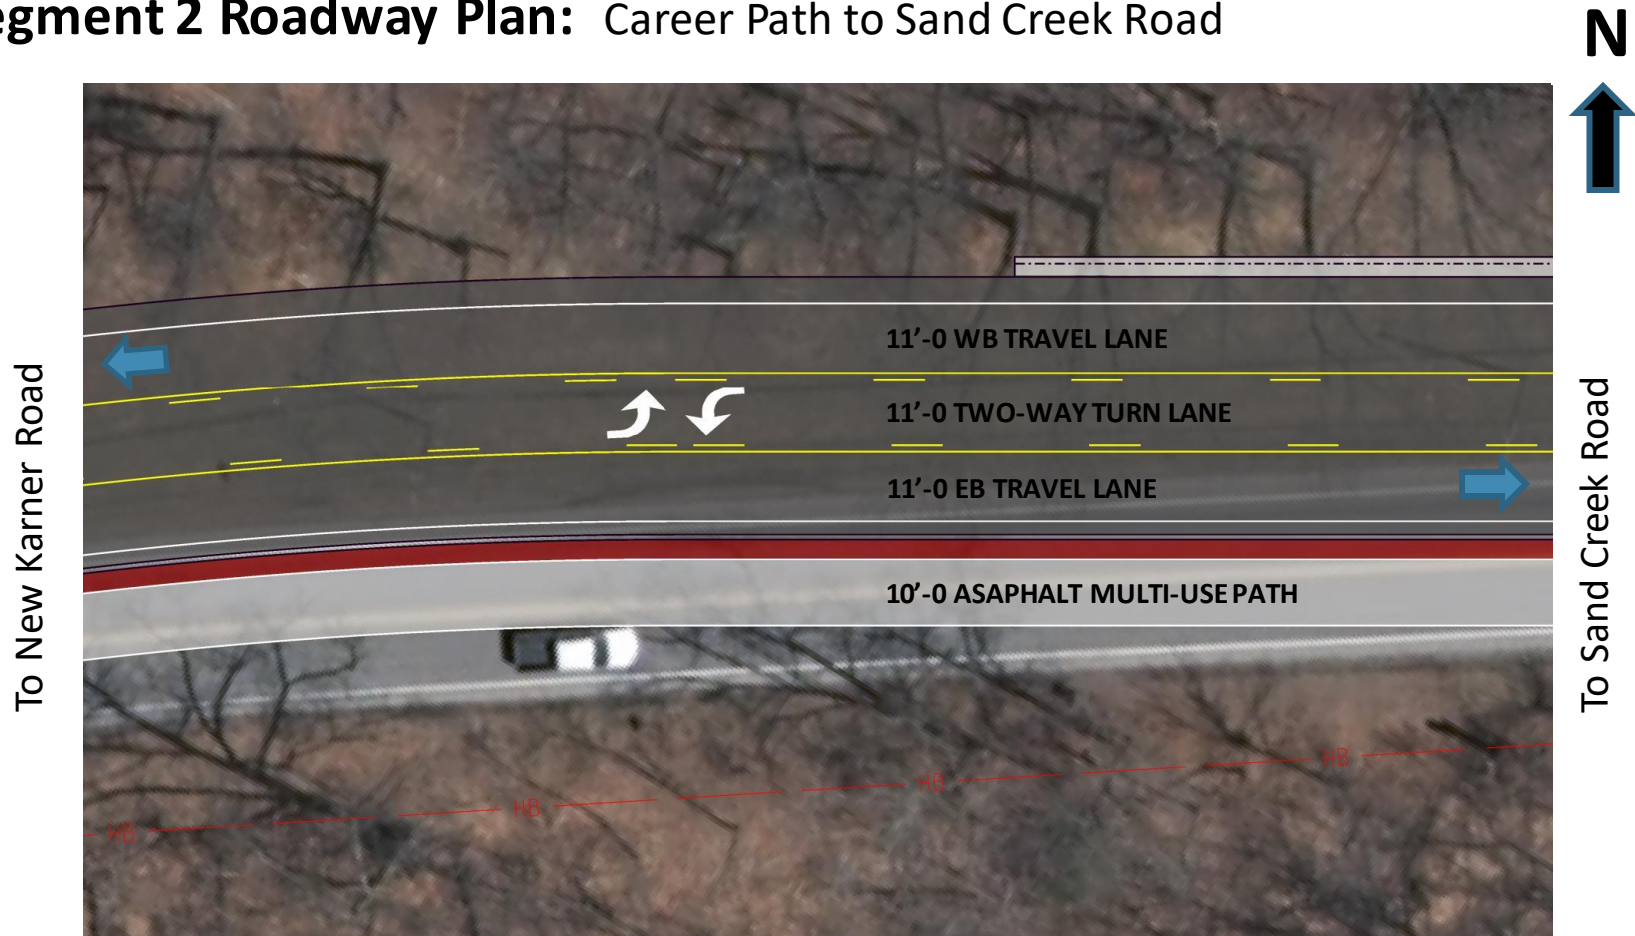 egment 2 Roadway Plan: Career Path to Sand Creek Road
N
To New Karner Road
11’-0 WB TRAVEL LANE
11’-0 TWO-WAY TURN LANE
11’-0 EB TRAVEL LANE
10’-0 ASAPHALT MULTI-USE PATH
To Sand Creek Road
HB
HB
HB
HB